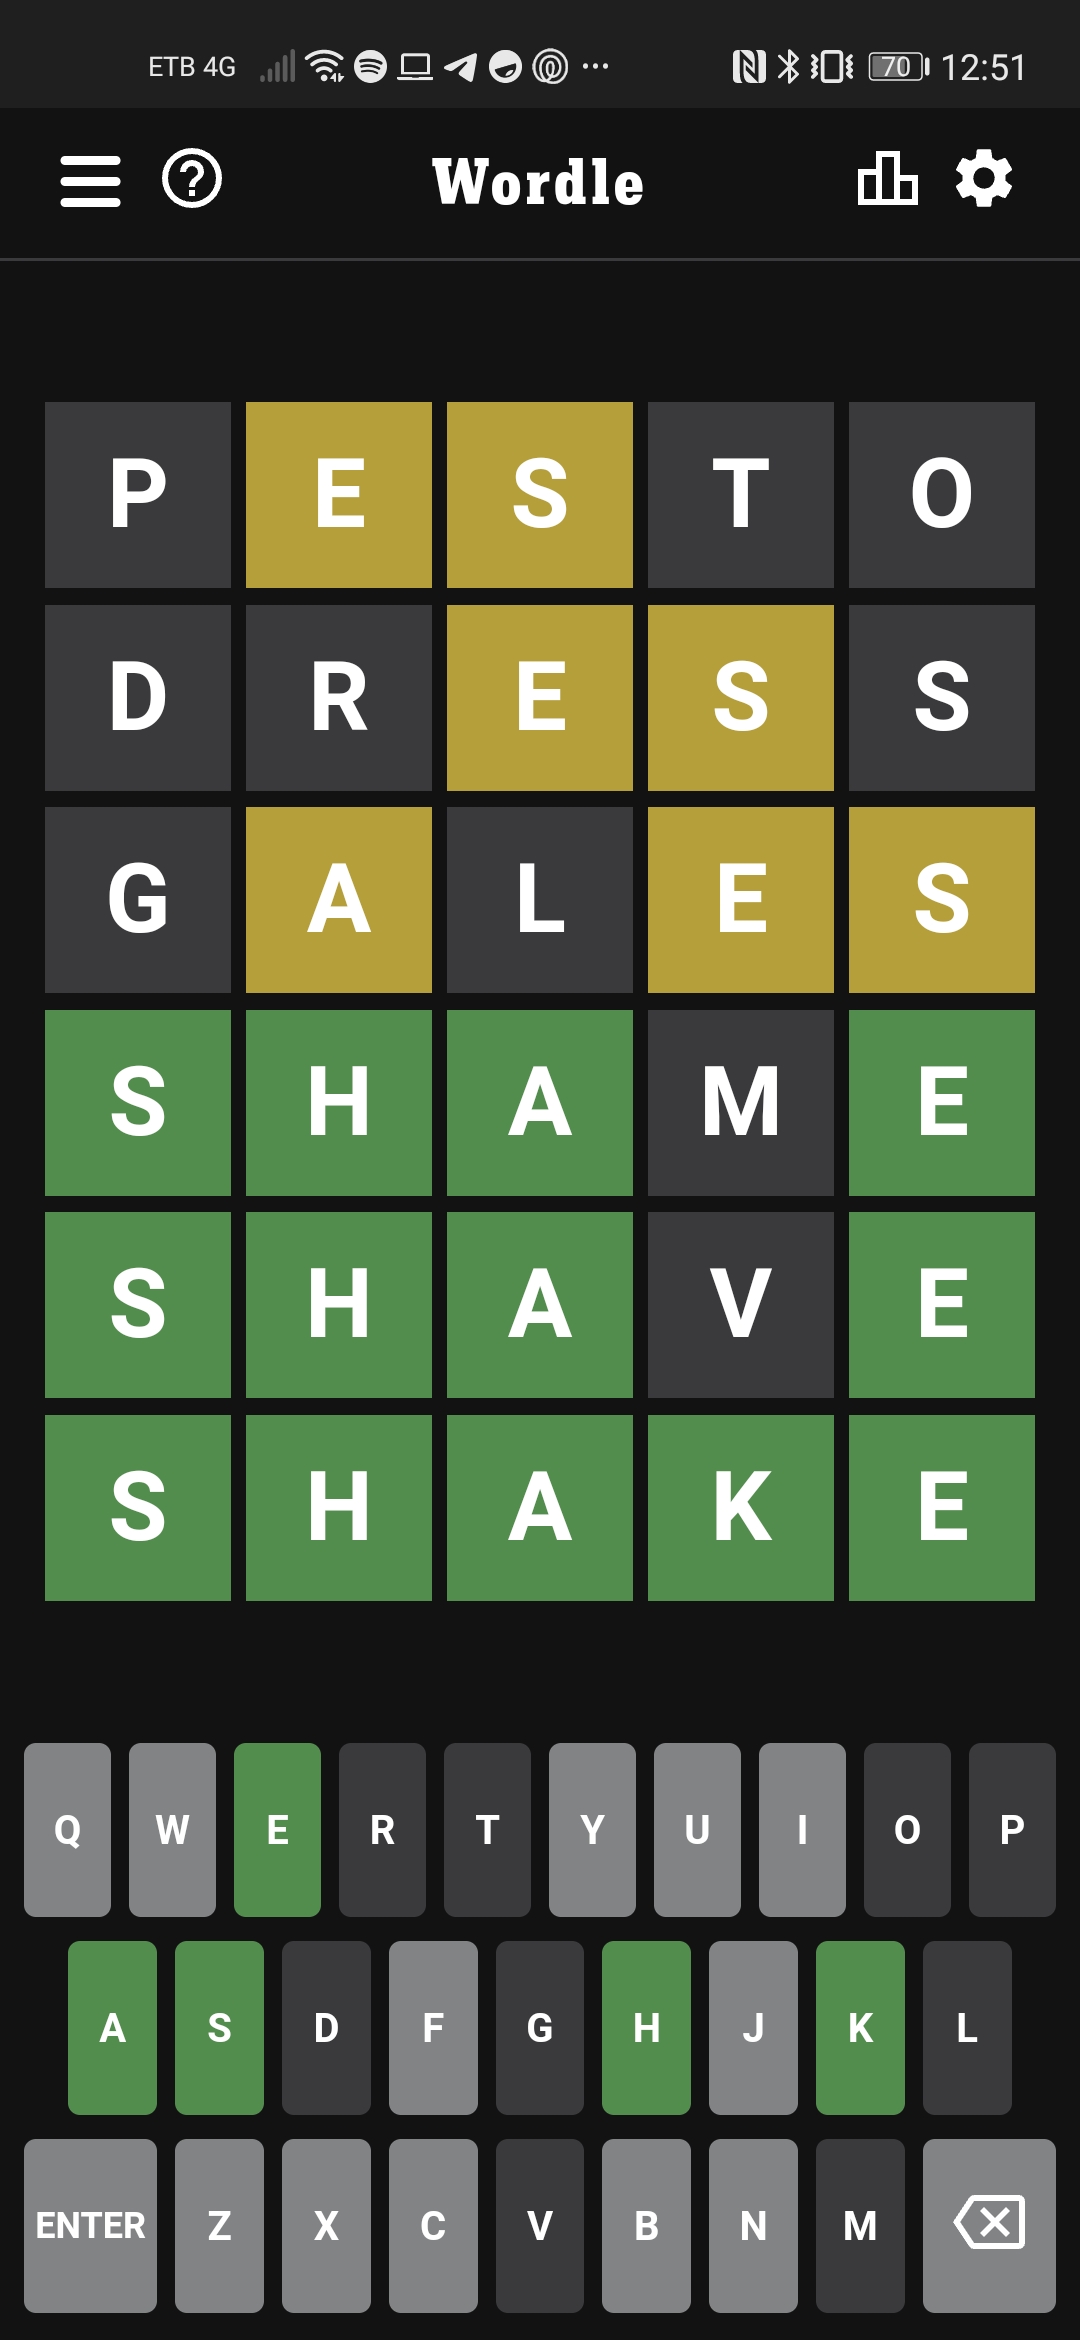 ETB 4G 70 12:51
Wordle
P E S T O
D R E S S
G A L E S
S H A M E
S H A V E
S H A K E
Q W E R T Y U I O P
A S D F G H J K L
ENTER Z X C V B N M